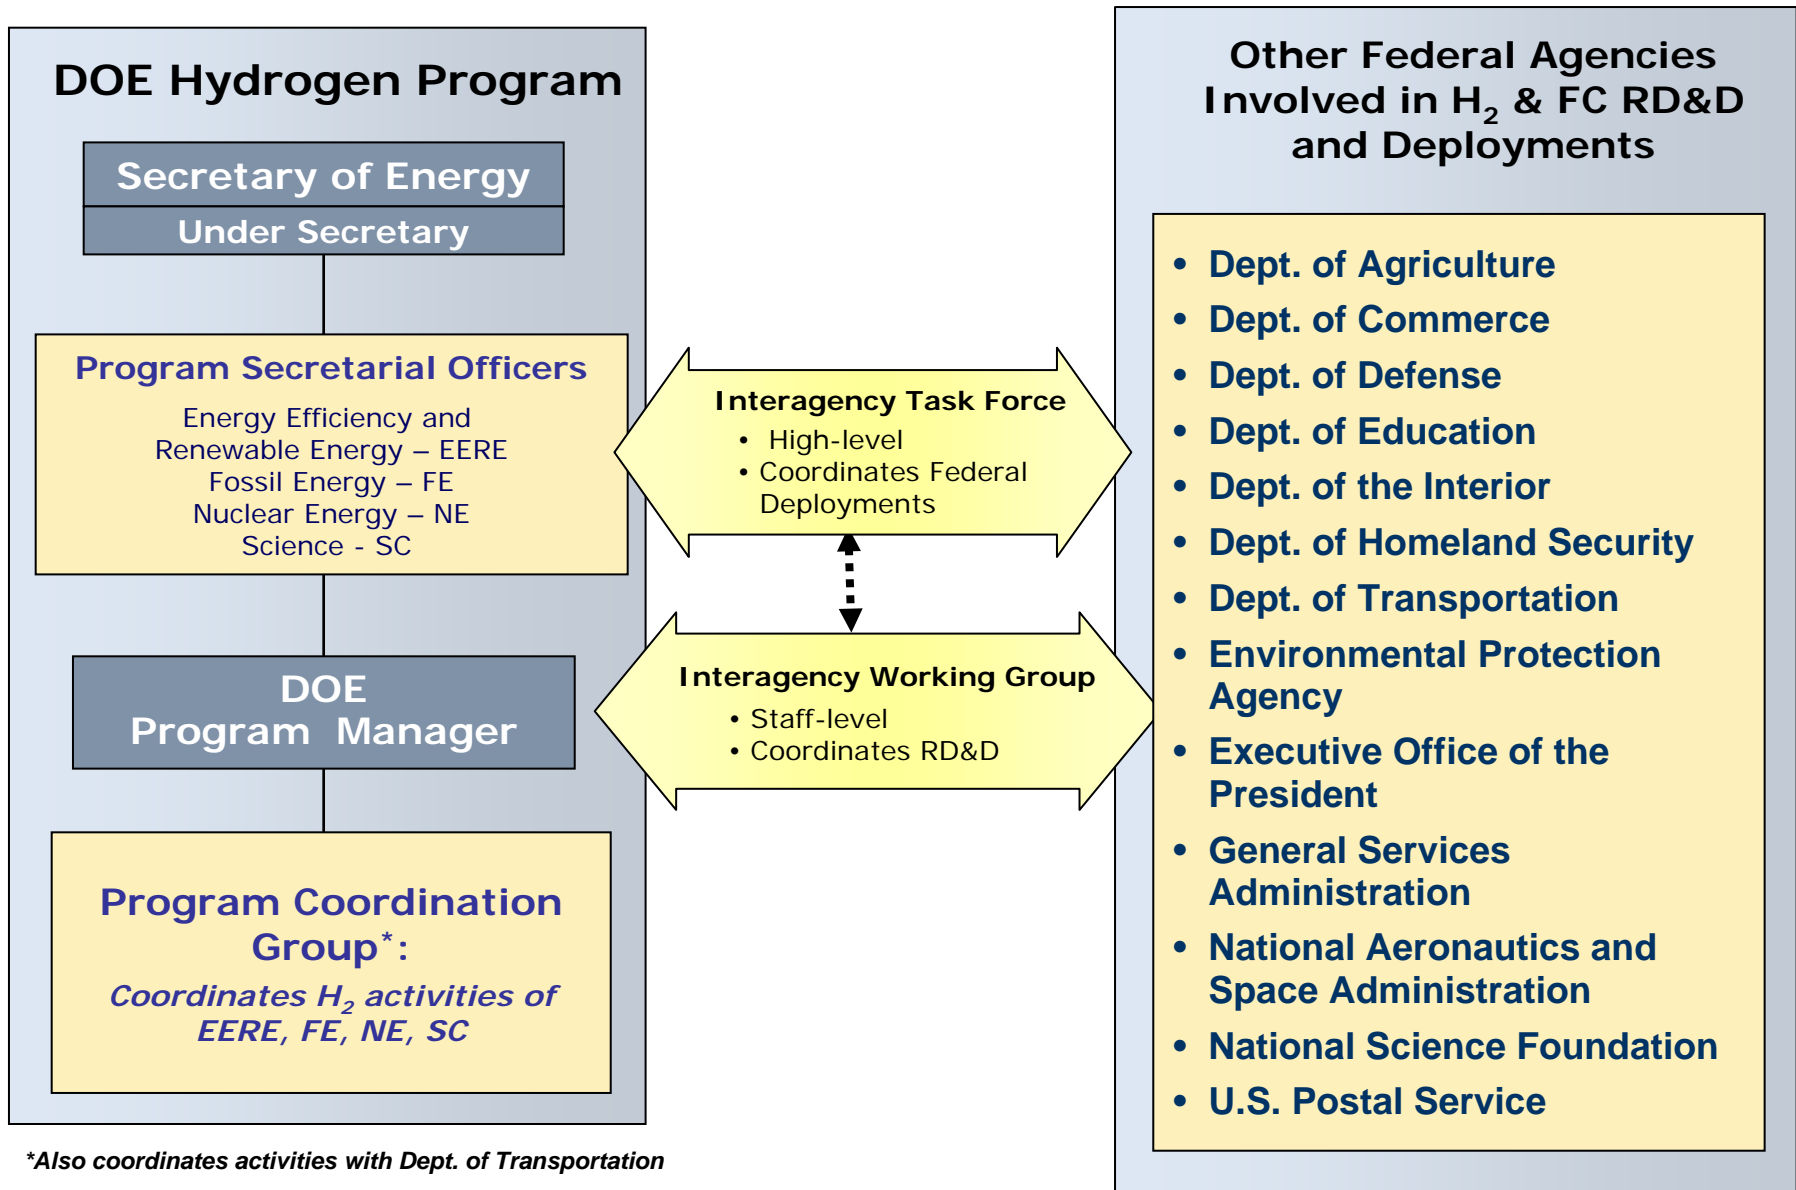 DOE Hydrogen Program
Secretary of Energy
Under Secretary
Program Secretarial Officers
Energy Efficiency and
Renewable Energy – EERE
Fossil Energy – FE
Nuclear Energy – NE
Science - SC
DOE
Program Manager
Program Coordination
Group*:
Coordinates H₂ activities of
EERE, FE, NE, SC
*Also coordinates activities with Dept. of Transportation
Interagency Task Force
• High-level
• Coordinates Federal
Deployments
Interagency Working Group
• Staff-level
• Coordinates RD&D
Other Federal Agencies
Involved in H₂ & FC RD&D
and Deployments
• Dept. of Agriculture
• Dept. of Commerce
• Dept. of Defense
• Dept. of Education
• Dept. of the Interior
• Dept. of Homeland Security
• Dept. of Transportation
• Environmental Protection
Agency
• Executive Office of the
President
• General Services
Administration
• National Aeronautics and
Space Administration
• National Science Foundation
• U.S. Postal Service